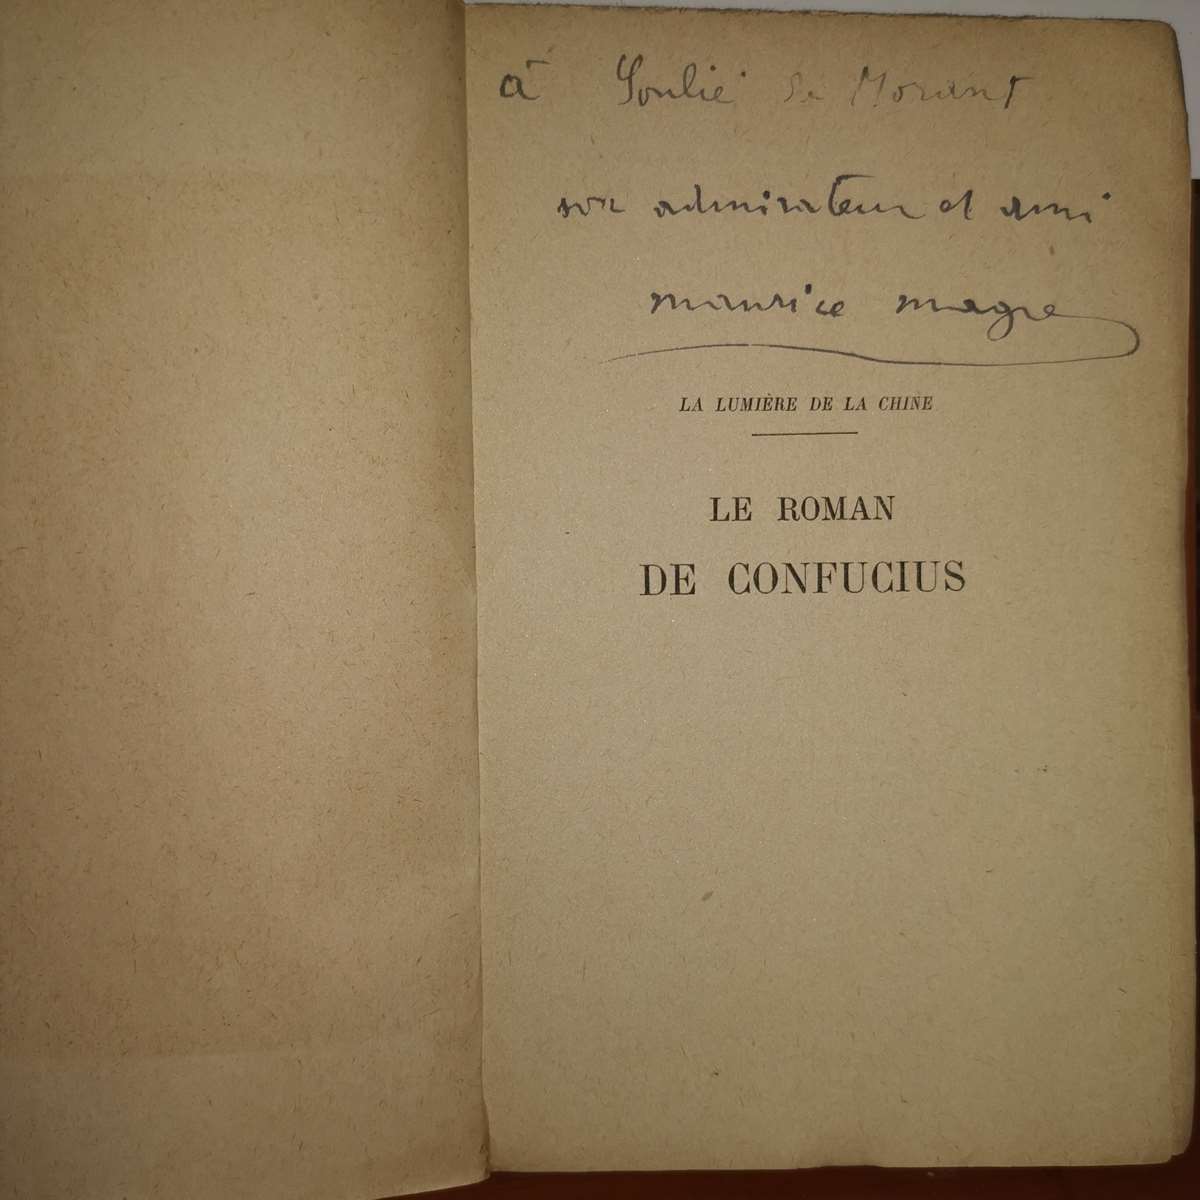 à Soulié de Morant
son admirateur et ami
maurice magre
LA LUMIÈRE DE LA CHINE
LE ROMAN
DE CONFUCIUS